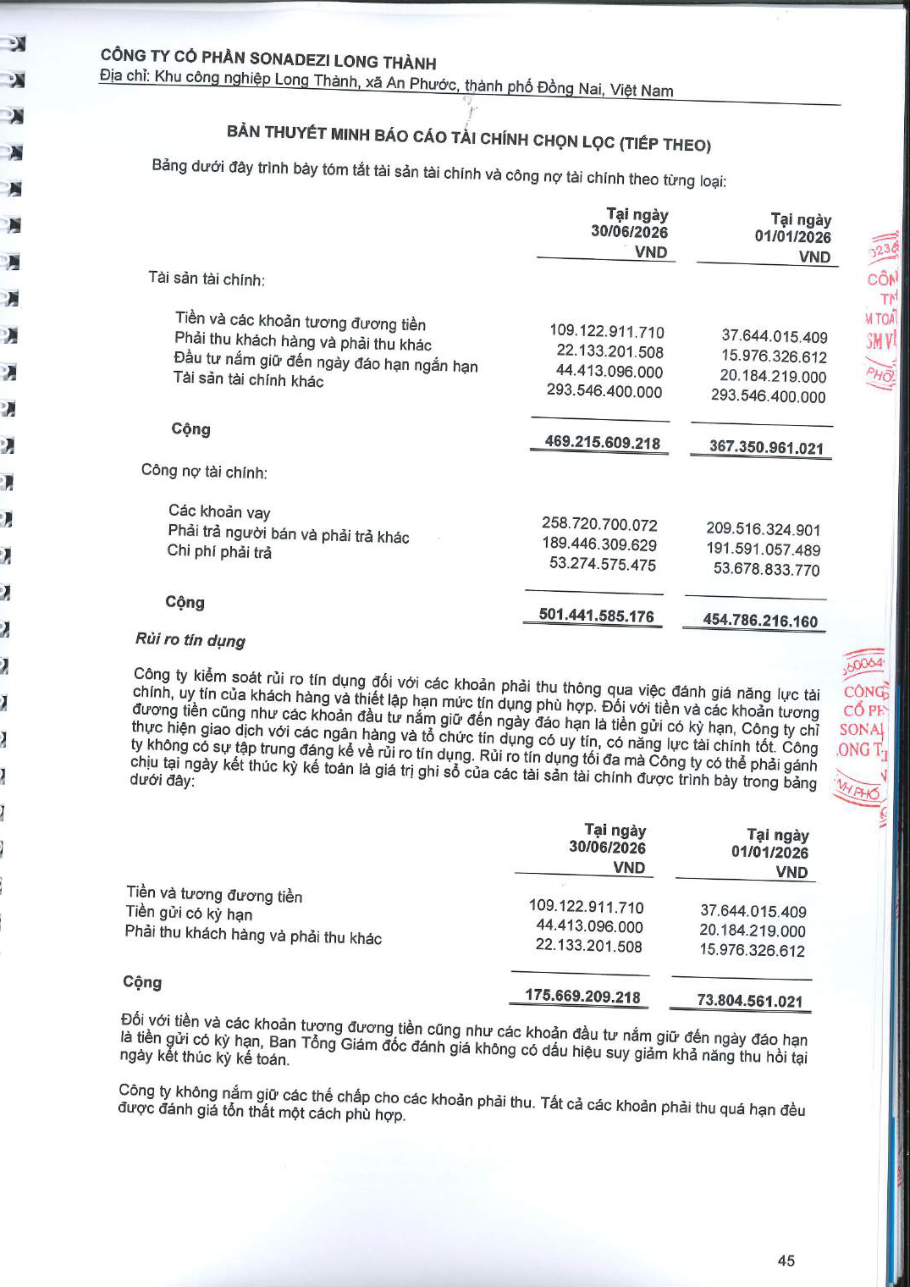 CÔNG TY CỔ PHẦN SONADEZI LONG THÀNH
Địa chỉ: Khu công nghiệp Long Thành, xã An Phước, thành phố Đồng Nai, Việt Nam
BẢN THUYẾT MINH BÁO CÁO TÀI CHÍNH CHỌN LỌC (TIẾP THEO)
Bảng dưới đây trình bày tóm tắt tài sản tài chính và công nợ tài chính theo từng loại:
Tại ngày Tại ngày
30/06/2026 01/01/2026
VND VND
Tài sản tài chính:
Tiền và các khoản tương đương tiền 109.122.911.710 37.644.015.409
Phải thu khách hàng và phải thu khác 22.133.201.508 15.976.326.612
Đầu tư nắm giữ đến ngày đáo hạn ngắn hạn 44.413.096.000 20.184.219.000
Tài sản tài chính khác 293.546.400.000 293.546.400.000
Cộng 469.215.609.218 367.350.961.021
Công nợ tài chính:
Các khoản vay 258.720.700.072 209.516.324.901
Phải trả người bán và phải trả khác 189.446.309.629 191.591.057.489
Chi phí phải trả 53.274.575.475 53.678.833.770
Cộng 501.441.585.176 454.786.216.160
Rủi ro tín dụng
Công ty kiểm soát rủi ro tín dụng đối với các khoản phải thu thông qua việc đánh giá năng lực tài
chính, uy tín của khách hàng và thiết lập hạn mức tín dụng phù hợp. Đối với tiền và các khoản tương
đương tiền cũng như các khoản đầu tư nắm giữ đến ngày đáo hạn là tiền gửi có kỳ hạn, Công ty chỉ
thực hiện giao dịch với các ngân hàng và tổ chức tín dụng có uy tín, có năng lực tài chính tốt. Công
ty không có sự tập trung đáng kể về rủi ro tín dụng. Rủi ro tín dụng tối đa mà Công ty có thể phải gánh
chịu tại ngày kết thúc kỳ kế toán là giá trị ghi sổ của các tài sản tài chính được trình bày trong bảng
dưới đây:
Tại ngày Tại ngày
30/06/2026 01/01/2026
VND VND
Tiền và tương đương tiền 109.122.911.710 37.644.015.409
Tiền gửi có kỳ hạn 44.413.096.000 20.184.219.000
Phải thu khách hàng và phải thu khác 22.133.201.508 15.976.326.612
Cộng 175.669.209.218 73.804.561.021
Đối với tiền và các khoản tương đương tiền cũng như các khoản đầu tư nắm giữ đến ngày đáo hạn
là tiền gửi có kỳ hạn, Ban Tổng Giám đốc đánh giá không có dấu hiệu suy giảm khả năng thu hồi tại
ngày kết thúc kỳ kế toán.
Công ty không nắm giữ các thế chấp cho các khoản phải thu. Tất cả các khoản phải thu quá hạn đều
được đánh giá tổn thất một cách phù hợp.
45